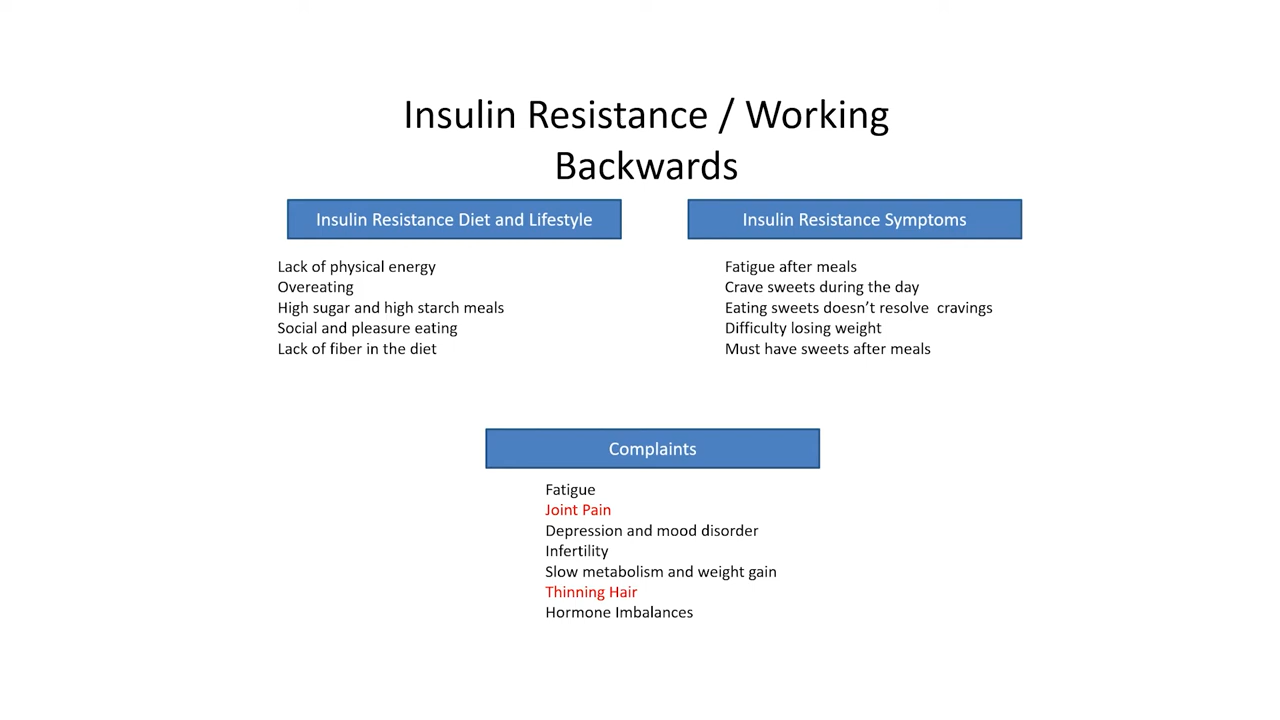 Insulin Resistance / Working
Backwards
Insulin Resistance Diet and Lifestyle
Lack of physical energy
Overeating
High sugar and high starch meals
Social and pleasure eating
Lack of fiber in the diet
Insulin Resistance Symptoms
Fatigue after meals
Crave sweets during the day
Eating sweets doesn’t resolve  cravings
Difficulty losing weight
Must have sweets after meals
Complaints
Fatigue
Joint Pain
Depression and mood disorder
Infertility
Slow metabolism and weight gain
Thinning Hair
Hormone Imbalances